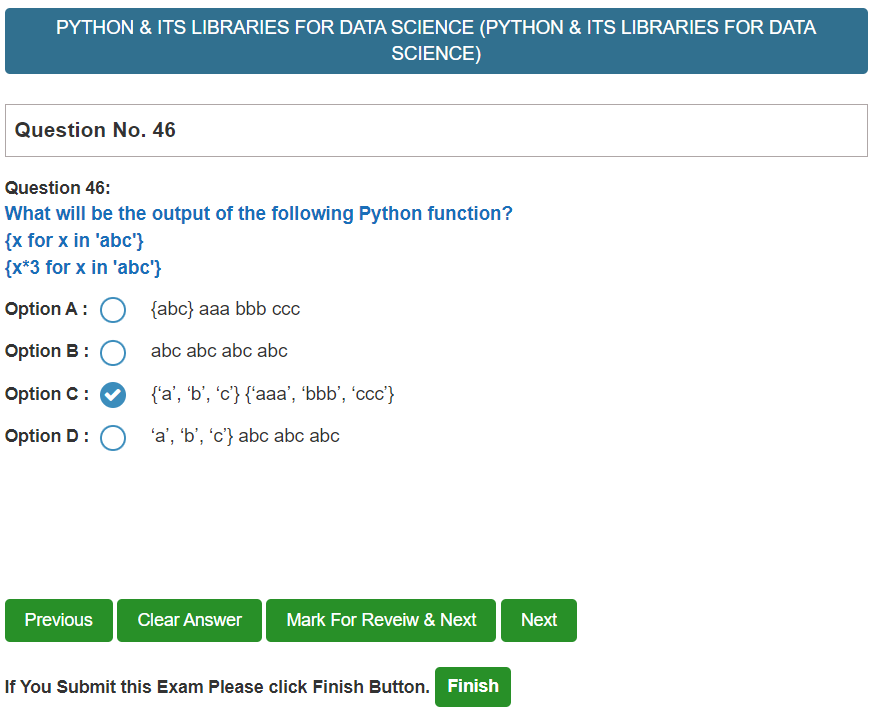 PYTHON & ITS LIBRARIES FOR DATA SCIENCE (PYTHON & ITS LIBRARIES FOR DATA
SCIENCE)
Question No. 46
Question 46:
What will be the output of the following Python function?
{x for x in 'abc'}
{x*3 for x in 'abc'}
Option A : {abc} aaa bbb ccc
Option B : abc abc abc abc
Option C : {‘a’, ‘b’, ‘c’} {‘aaa’, ‘bbb’, ‘ccc’}
Option D : ‘a’, ‘b’, ‘c’} abc abc abc
Previous Clear Answer Mark For Reveiw & Next Next
If You Submit this Exam Please click Finish Button. Finish